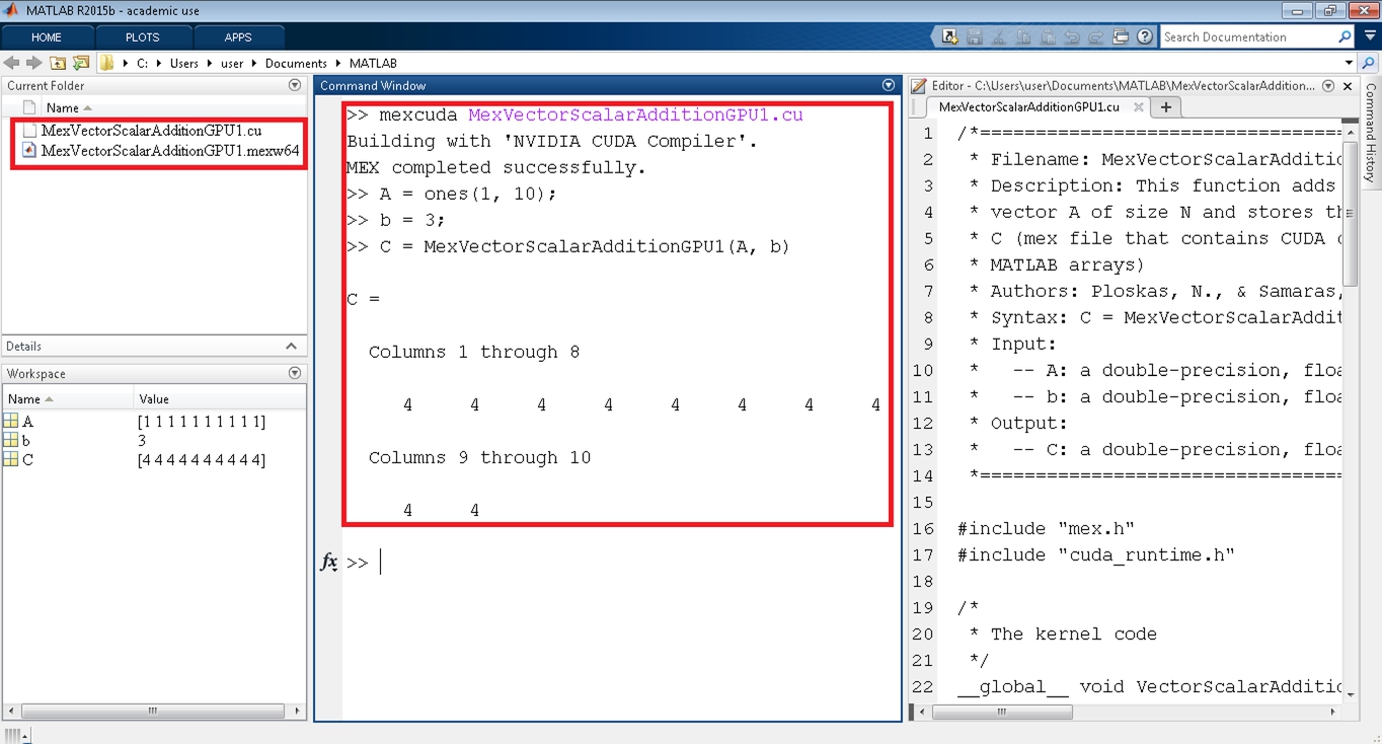 MATLAB R2015b - academic use
HOME PLOTS APPS
Search Documentation
C: Users user Documents MATLAB
Current Folder
Name
MexVectorScalarAdditionGPU1.cu
MexVectorScalarAdditionGPU1.mexw64
Details
Workspace
Name Value
A [1 1 1 1 1 1 1 1 1 1]
b 3
C [4 4 4 4 4 4 4 4 4 4]
Command Window
>> mexcuda MexVectorScalarAdditionGPU1.cu
Building with 'NVIDIA CUDA Compiler'.
MEX completed successfully.
>> A = ones(1, 10);
>> b = 3;
>> C = MexVectorScalarAdditionGPU1(A, b)
C =
Columns 1 through 8
4 4 4 4 4 4 4 4
Columns 9 through 10
4 4
fx >>
Editor - C:\Users\user\Documents\MATLAB\MexVectorScalarAddition...
MexVectorScalarAdditionGPU1.cu
1 /*=================================
2 * Filename: MexVectorScalarAdditio
3 * Description: This function adds
4 * vector A of size N and stores th
5 * C (mex file that contains CUDA c
6 * MATLAB arrays)
7 * Authors: Ploskas, N., & Samaras,
8 * Syntax: C = MexVectorScalarAddit
9 * Input:
10 * -- A: a double-precision, floa
11 * -- b: a double-precision, floa
12 * Output:
13 * -- C: a double-precision, floa
14 *=================================
15
16 #include "mex.h"
17 #include "cuda_runtime.h"
18
19 /*
20 * The kernel code
21 */
22 __global__ void VectorScalarAdditio
Command History